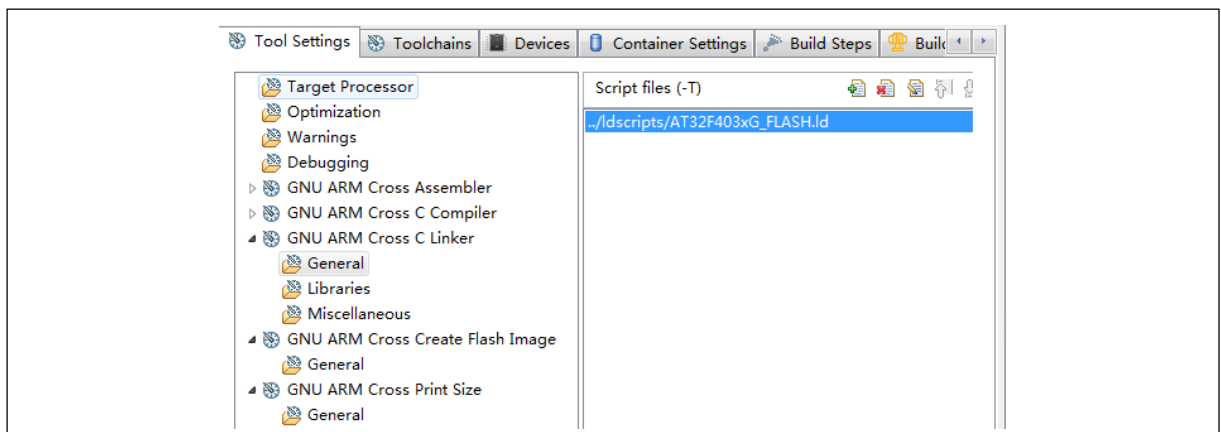 Tool Settings Toolchains Devices Container Settings Build Steps Builc
Target Processor
Optimization
Warnings
Debugging
GNU ARM Cross Assembler
GNU ARM Cross C Compiler
GNU ARM Cross C Linker
General
Libraries
Miscellaneous
GNU ARM Cross Create Flash Image
General
GNU ARM Cross Print Size
General
Script files (-T)
../ldscripts/AT32F403xG_FLASH.ld